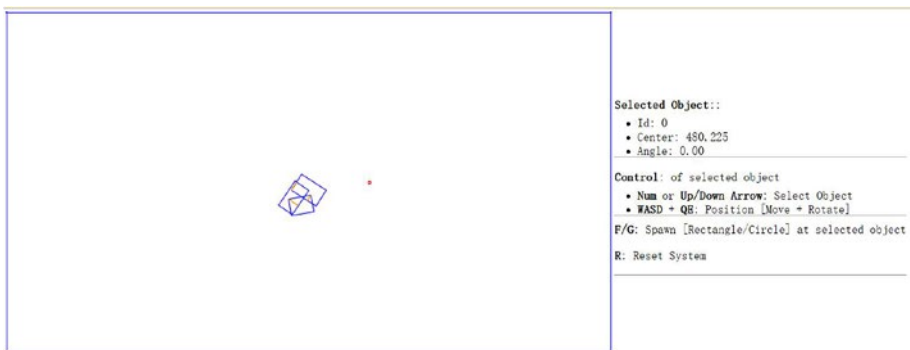 Selected Object::
• Id: 0
• Center: 480.225
• Angle: 0.00
Control: of selected object
• Num or Up/Down Arrow: Select Object
• WASD + QE: Position [Move + Rotate]
F/G: Spawn [Rectangle/Circle] at selected object
R: Reset System